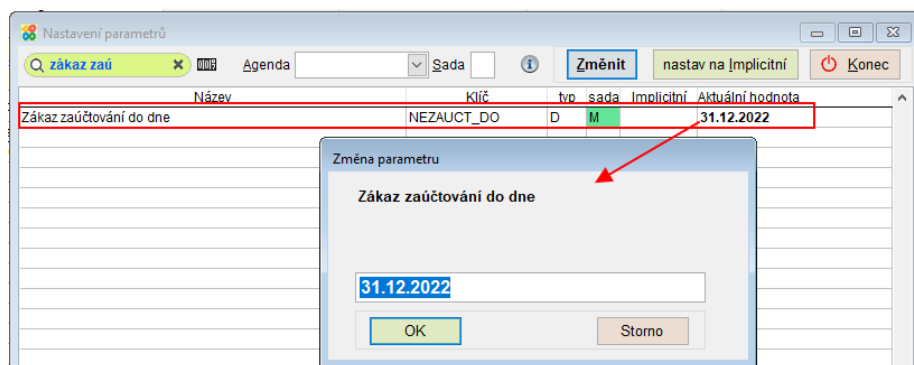 Nastavení parametrů
zákaz zaú Agenda Sada Změnit nastav na Implicitní Konec
Název Klíč typ sada Implicitní Aktuální hodnota
Zákaz zaúčtování do dne NEZAUCT_DO D M 31.12.2022
Změna parametru
Zákaz zaúčtování do dne
31.12.2022
OK Storno